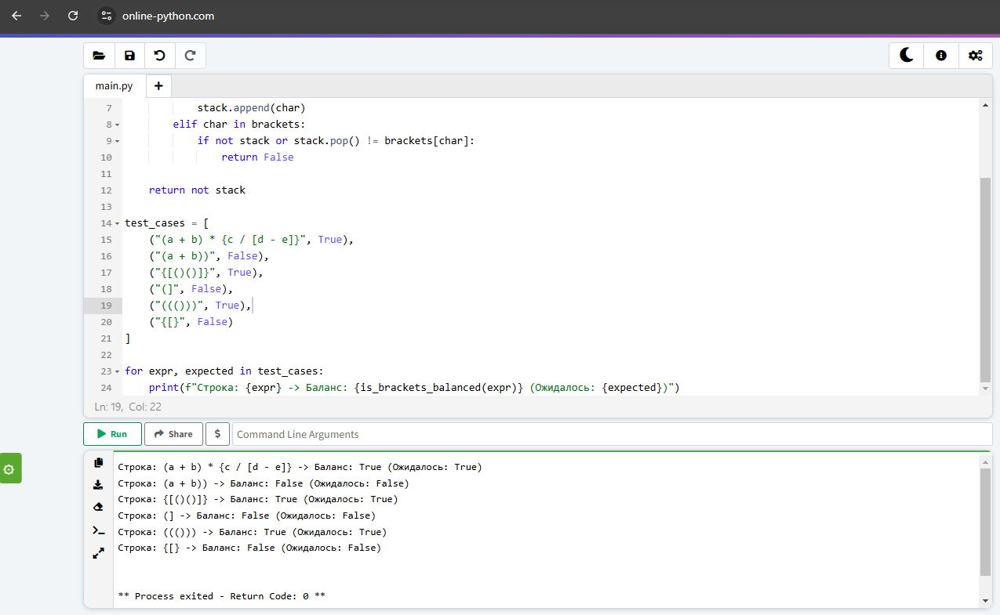 online-python.com
main.py
+
7 stack.append(char)
8 elif char in brackets:
9 if not stack or stack.pop() != brackets[char]:
10 return False
11
12 return not stack
13
14 test_cases = [
15 ("(a + b) * {c / [d - e]}", True),
16 ("(a + b))", False),
17 ("{[()()]}", True),
18 ("(]", False),
19 ("((()))", True),
20 ("{[}", False)
21 ]
22
23 for expr, expected in test_cases:
24 print(f"Строка: {expr} -> Баланс: {is_brackets_balanced(expr)} (Ожидалось: {expected})")
Ln: 19, Col: 22
Run Share $ Command Line Arguments
Строка: (a + b) * {c / [d - e]} -> Баланс: True (Ожидалось: True)
Строка: (a + b)) -> Баланс: False (Ожидалось: False)
Строка: {[()()]} -> Баланс: True (Ожидалось: True)
Строка: (] -> Баланс: False (Ожидалось: False)
Строка: ((())) -> Баланс: True (Ожидалось: True)
Строка: {[} -> Баланс: False (Ожидалось: False)
** Process exited - Return Code: 0 **